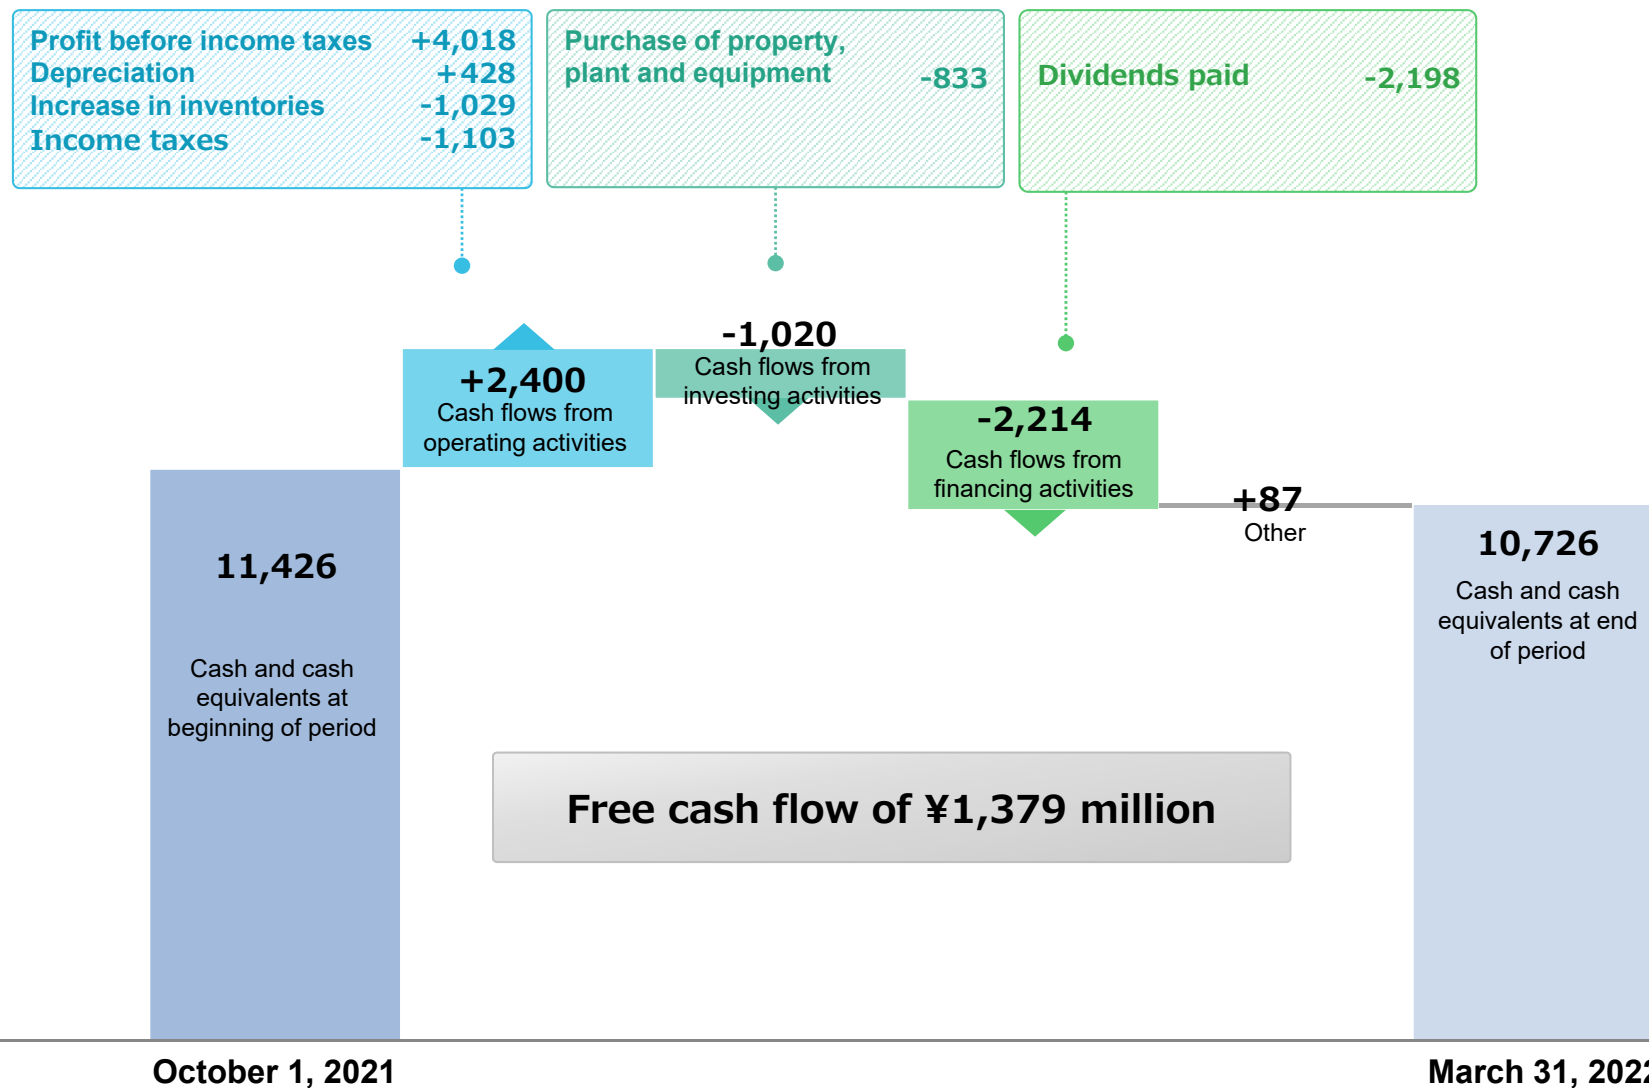 Profit before income taxes +4,018
Depreciation +428
Increase in inventories -1,029
Income taxes -1,103
Purchase of property,
plant and equipment -833
Dividends paid -2,198
+2,400
Cash flows from
operating activities
-1,020
Cash flows from
investing activities
-2,214
Cash flows from
financing activities
+87
Other
11,426
Cash and cash
equivalents at
beginning of period
10,726
Cash and cash
equivalents at end
of period
Free cash flow of ¥1,379 million
October 1, 2021
March 31, 2022